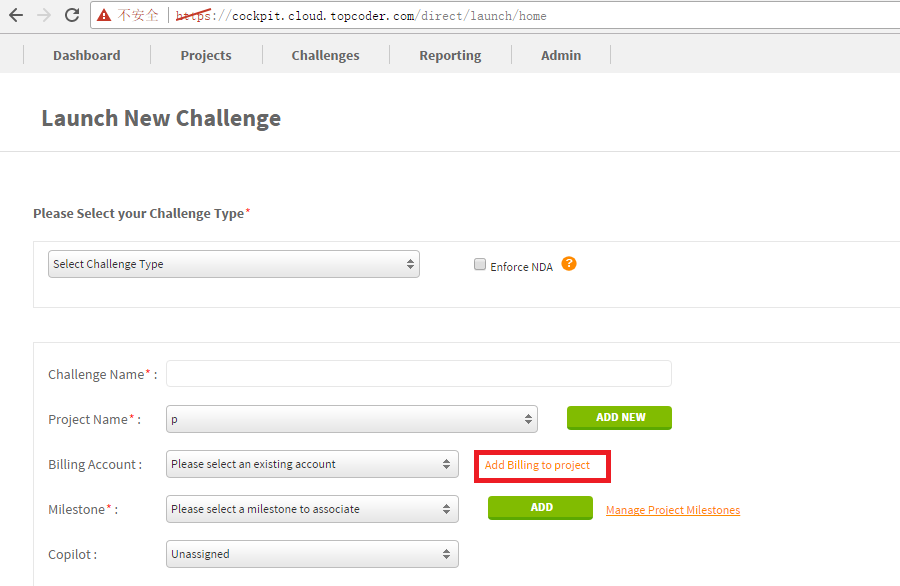 不安全 https://cockpit.cloud.topcoder.com/direct/launch/home
Dashboard Projects Challenges Reporting Admin
Launch New Challenge
Please Select your Challenge Type*
Select Challenge Type Enforce NDA ?
Challenge Name* :
Project Name* : p ADD NEW
Billing Account : Please select an existing account Add Billing to project
Milestone* : Please select a milestone to associate ADD Manage Project Milestones
Copilot : Unassigned